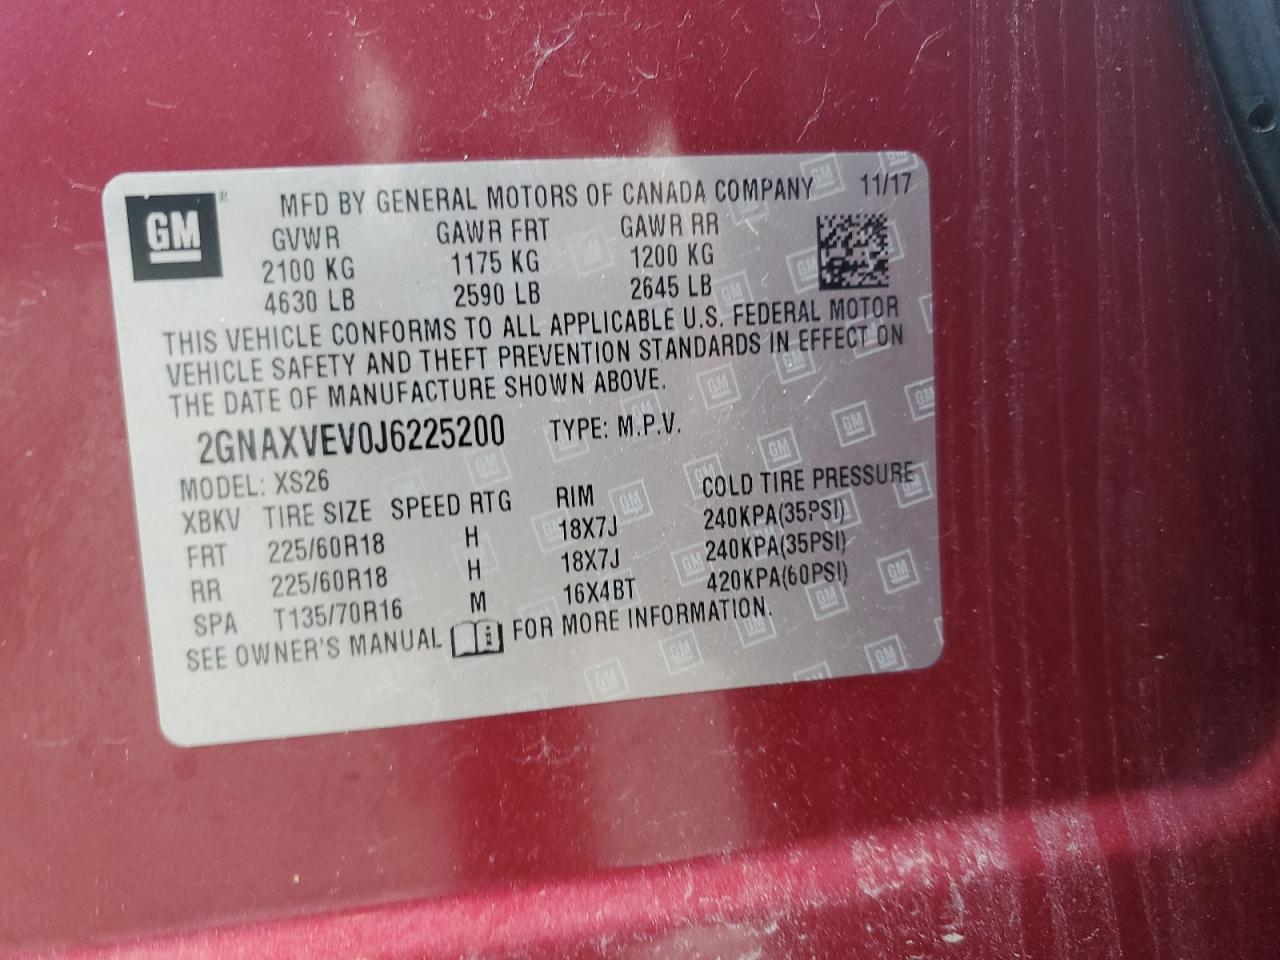 GM ®
MFD BY GENERAL MOTORS OF CANADA COMPANY 11/17
GVWR GAWR FRT GAWR RR
2100 KG 1175 KG 1200 KG
4630 LB 2590 LB 2645 LB
THIS VEHICLE CONFORMS TO ALL APPLICABLE U.S. FEDERAL MOTOR
VEHICLE SAFETY AND THEFT PREVENTION STANDARDS IN EFFECT ON
THE DATE OF MANUFACTURE SHOWN ABOVE.
2GNAXVEV0J6225200 TYPE: M.P.V.
MODEL: XS26
XBKV TIRE SIZE SPEED RTG RIM COLD TIRE PRESSURE
FRT 225/60R18 H 18X7J 240KPA(35PSI)
RR 225/60R18 H 18X7J 240KPA(35PSI)
SPA T135/70R16 M 16X4BT 420KPA(60PSI)
SEE OWNER'S MANUAL FOR MORE INFORMATION.